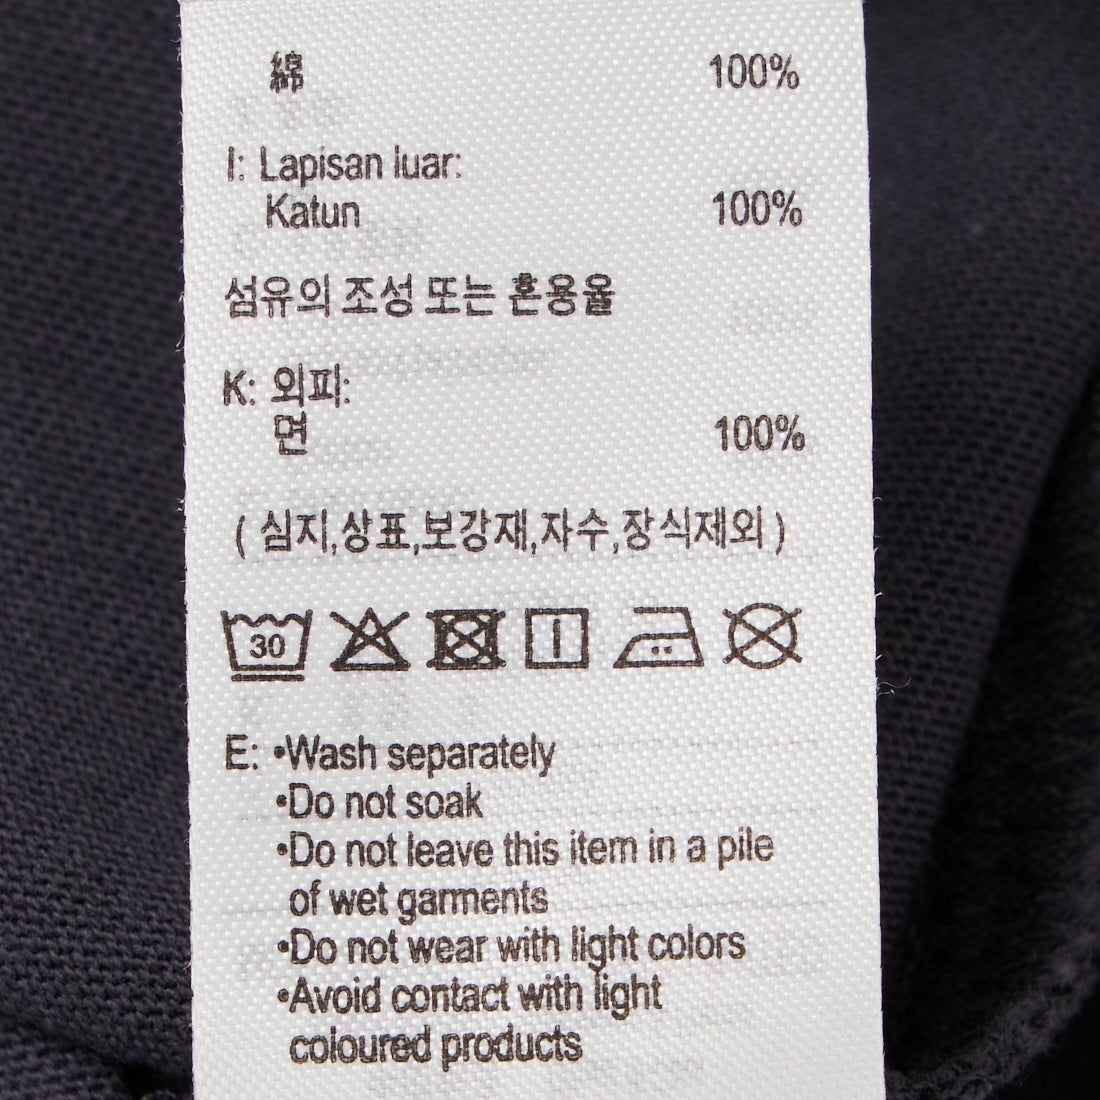 綿 100%
I: Lapisan luar:
Katun 100%
섬유의 조성 또는 혼용율
K: 외피:
면 100%
( 심지,상표,보강재,자수,장식제외 )
30
E: •Wash separately
•Do not soak
•Do not leave this item in a pile
of wet garments
•Do not wear with light colors
•Avoid contact with light
coloured products